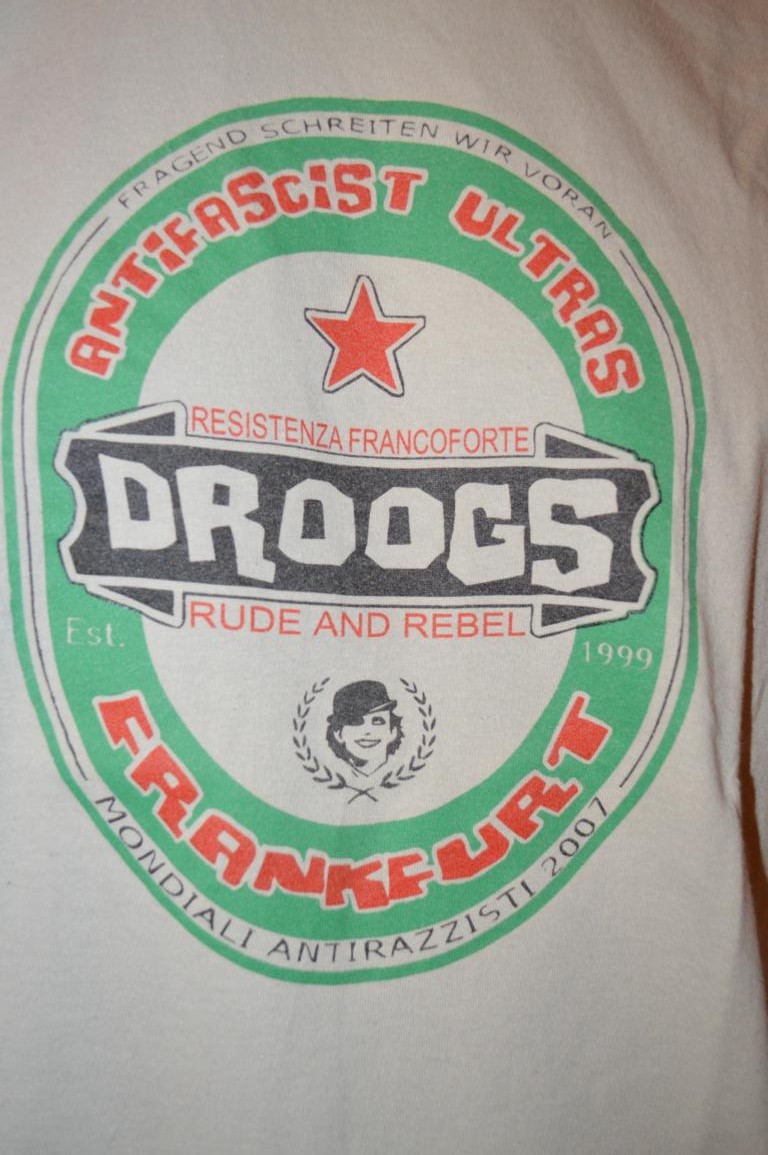 FRAGEND SCHREITEN WIR VORAN
ANTIFASCIST ULTRAS
RESISTENZA FRANCOFORTE
DROOGS
RUDE AND REBEL
Est. 1999
FRANKFURT
MONDIALI ANTIRAZZISTI 2007